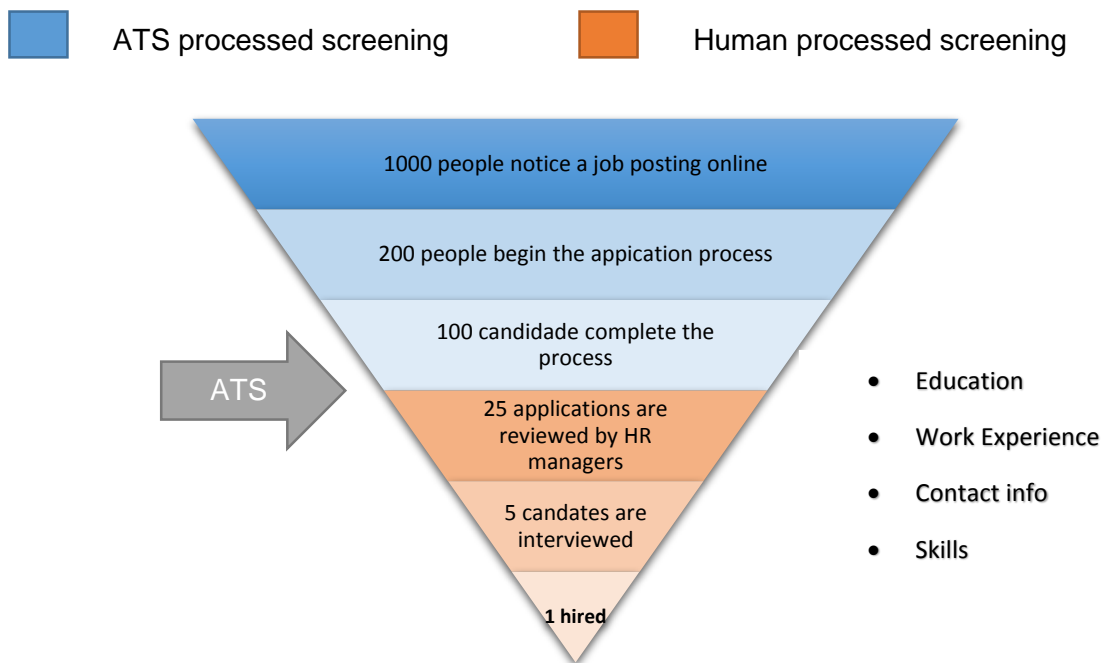 ATS processed screening
Human processed screening
1000 people notice a job posting online
200 people begin the appication process
100 candidade complete the
process
ATS
25 applications are
reviewed by HR
managers
5 candates are
interviewed
1 hired
• Education
• Work Experience
• Contact info
• Skills